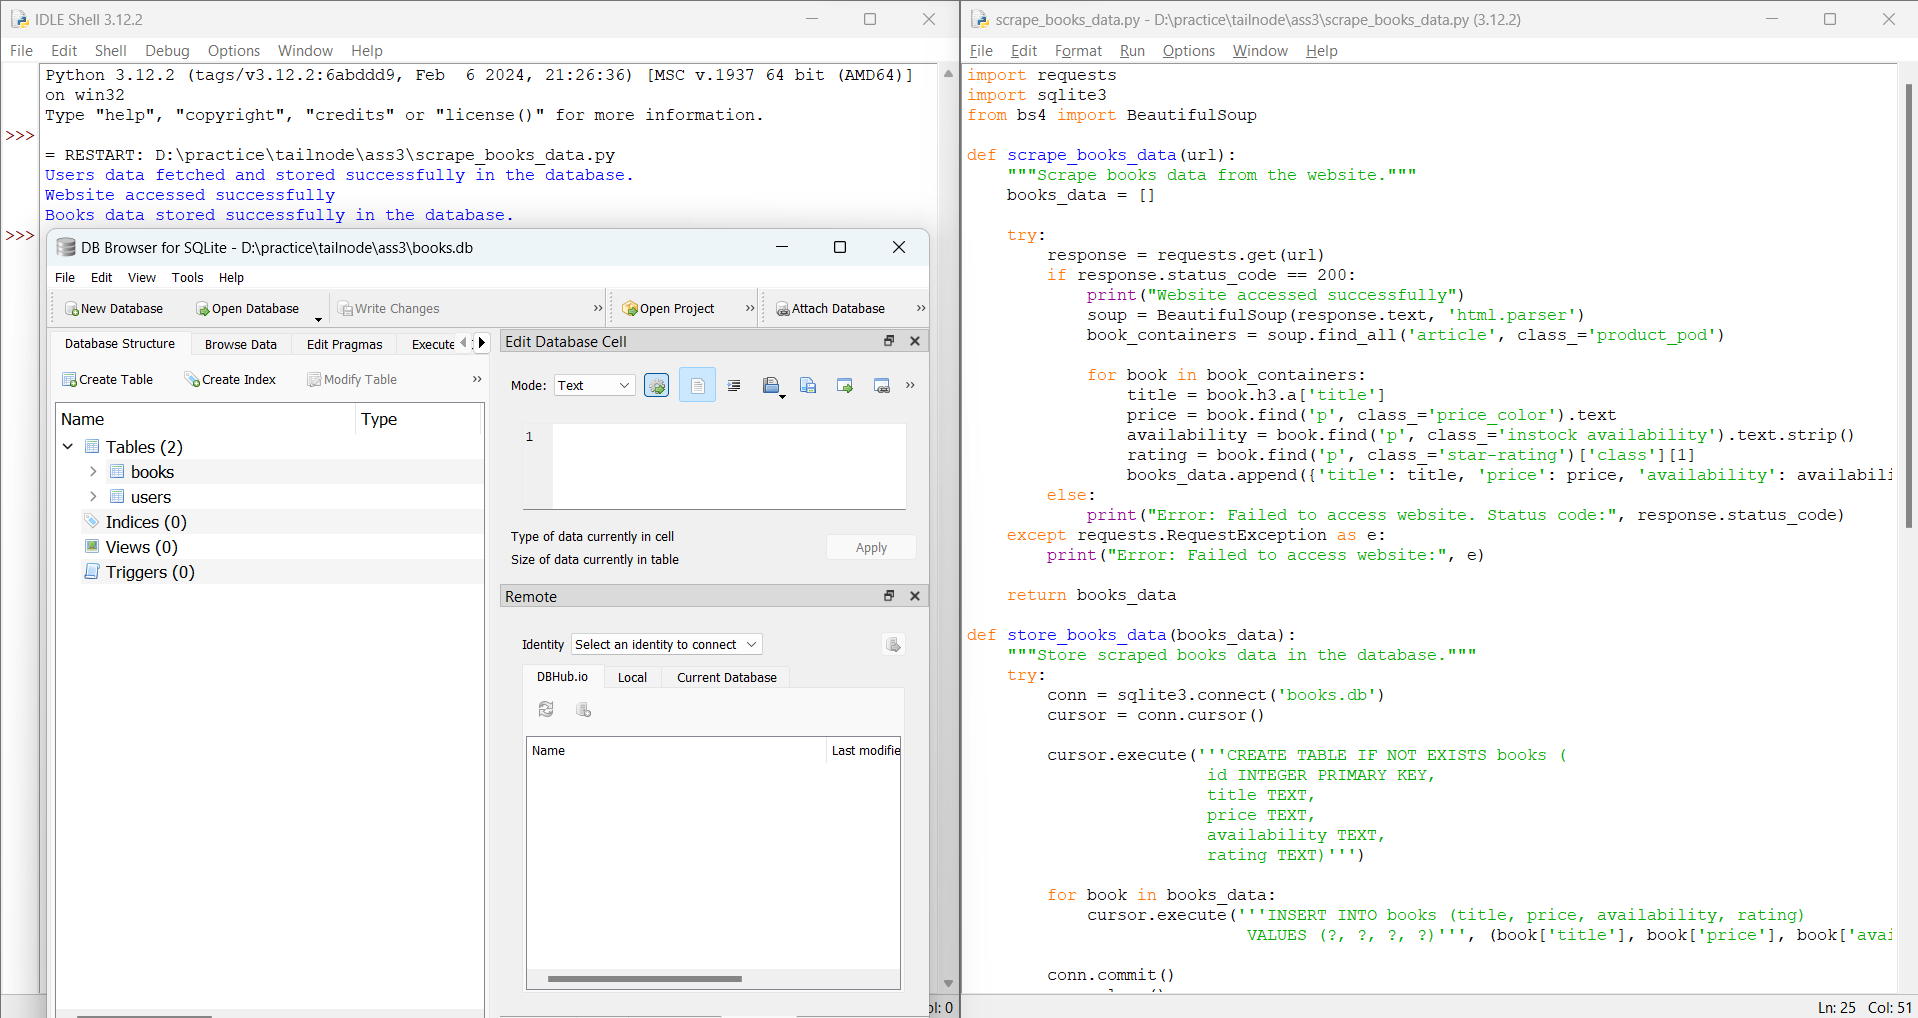 IDLE Shell 3.12.2
File Edit Shell Debug Options Window Help
Python 3.12.2 (tags/v3.12.2:6abddd9, Feb  6 2024, 21:26:36) [MSC v.1937 64 bit (AMD64)]
on win32
Type "help", "copyright", "credits" or "license()" for more information.
>>>
= RESTART: D:\practice\tailnode\ass3\scrape_books_data.py
Users data fetched and stored successfully in the database.
Website accessed successfully
Books data stored successfully in the database.
>>>
DB Browser for SQLite - D:\practice\tailnode\ass3\books.db
File Edit View Tools Help
New Database Open Database Write Changes » Open Project » Attach Database »
Database Structure Browse Data Edit Pragmas Execute
Create Table Create Index Modify Table »
Name Type
Tables (2)
books
users
Indices (0)
Views (0)
Triggers (0)
Edit Database Cell
Mode: Text »
1
Type of data currently in cell
Size of data currently in table
Apply
Remote
Identity Select an identity to connect
DBHub.io Local Current Database
Name Last modifie
ol: 0
scrape_books_data.py - D:\practice\tailnode\ass3\scrape_books_data.py (3.12.2)
File Edit Format Run Options Window Help
import requests
import sqlite3
from bs4 import BeautifulSoup
def scrape_books_data(url):
    """Scrape books data from the website."""
    books_data = []
    try:
        response = requests.get(url)
        if response.status_code == 200:
            print("Website accessed successfully")
            soup = BeautifulSoup(response.text, 'html.parser')
            book_containers = soup.find_all('article', class_='product_pod')
            for book in book_containers:
                title = book.h3.a['title']
                price = book.find('p', class_='price_color').text
                availability = book.find('p', class_='instock availability').text.strip()
                rating = book.find('p', class_='star-rating')['class'][1]
                books_data.append({'title': title, 'price': price, 'availability': availabili
        else:
            print("Error: Failed to access website. Status code:", response.status_code)
    except requests.RequestException as e:
        print("Error: Failed to access website:", e)
    return books_data
def store_books_data(books_data):
    """Store scraped books data in the database."""
    try:
        conn = sqlite3.connect('books.db')
        cursor = conn.cursor()
        cursor.execute('''CREATE TABLE IF NOT EXISTS books (
                        id INTEGER PRIMARY KEY,
                        title TEXT,
                        price TEXT,
                        availability TEXT,
                        rating TEXT)''')
        for book in books_data:
            cursor.execute('''INSERT INTO books (title, price, availability, rating)
                            VALUES (?, ?, ?, ?)''', (book['title'], book['price'], book['avai
        conn.commit()
Ln: 25 Col: 51